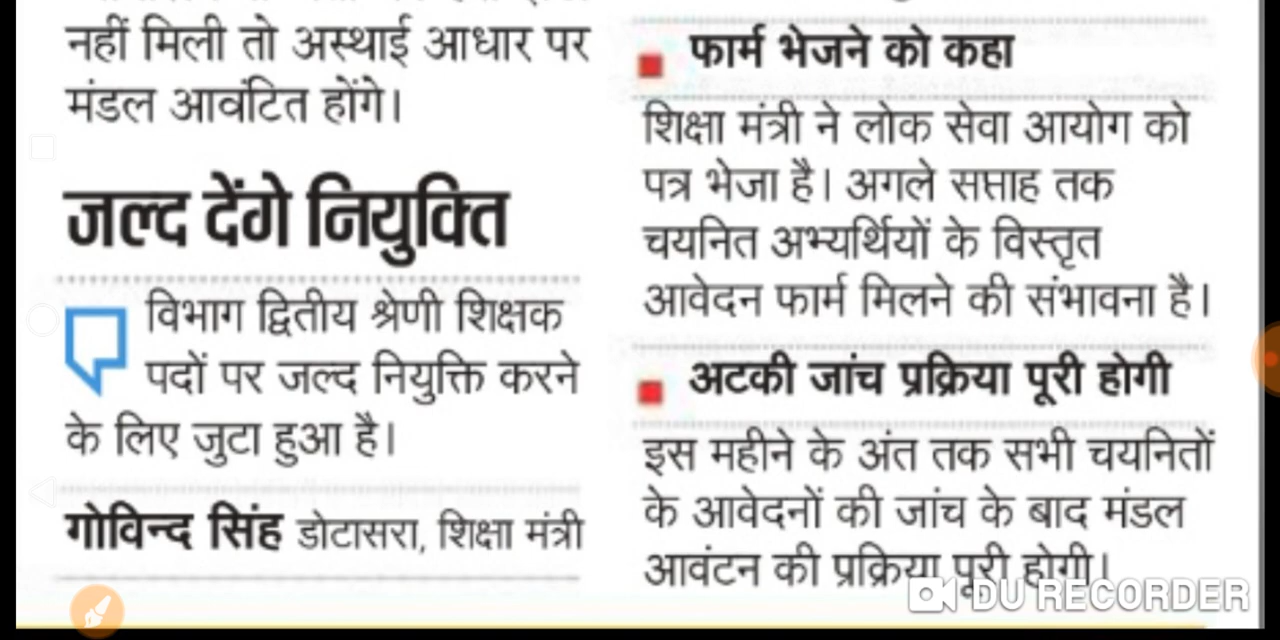 नहीं मिली तो अस्थाई आधार पर
मंडल आवंटित होंगे।
जल्द देंगे नियुक्ति
विभाग द्वितीय श्रेणी शिक्षक
पदों पर जल्द नियुक्ति करने
के लिए जुटा हुआ है।
गोविन्द सिंह डोटासरा, शिक्षा मंत्री
फार्म भेजने को कहा
शिक्षा मंत्री ने लोक सेवा आयोग को
पत्र भेजा है। अगले सप्ताह तक
चयनित अभ्यर्थियों के विस्तृत
आवेदन फार्म मिलने की संभावना है।
अटकी जांच प्रक्रिया पूरी होगी
इस महीने के अंत तक सभी चयनितों
के आवेदनों की जांच के बाद मंडल
आवंटन की प्रक्रिया पूरी होगी।
DU RECORDER